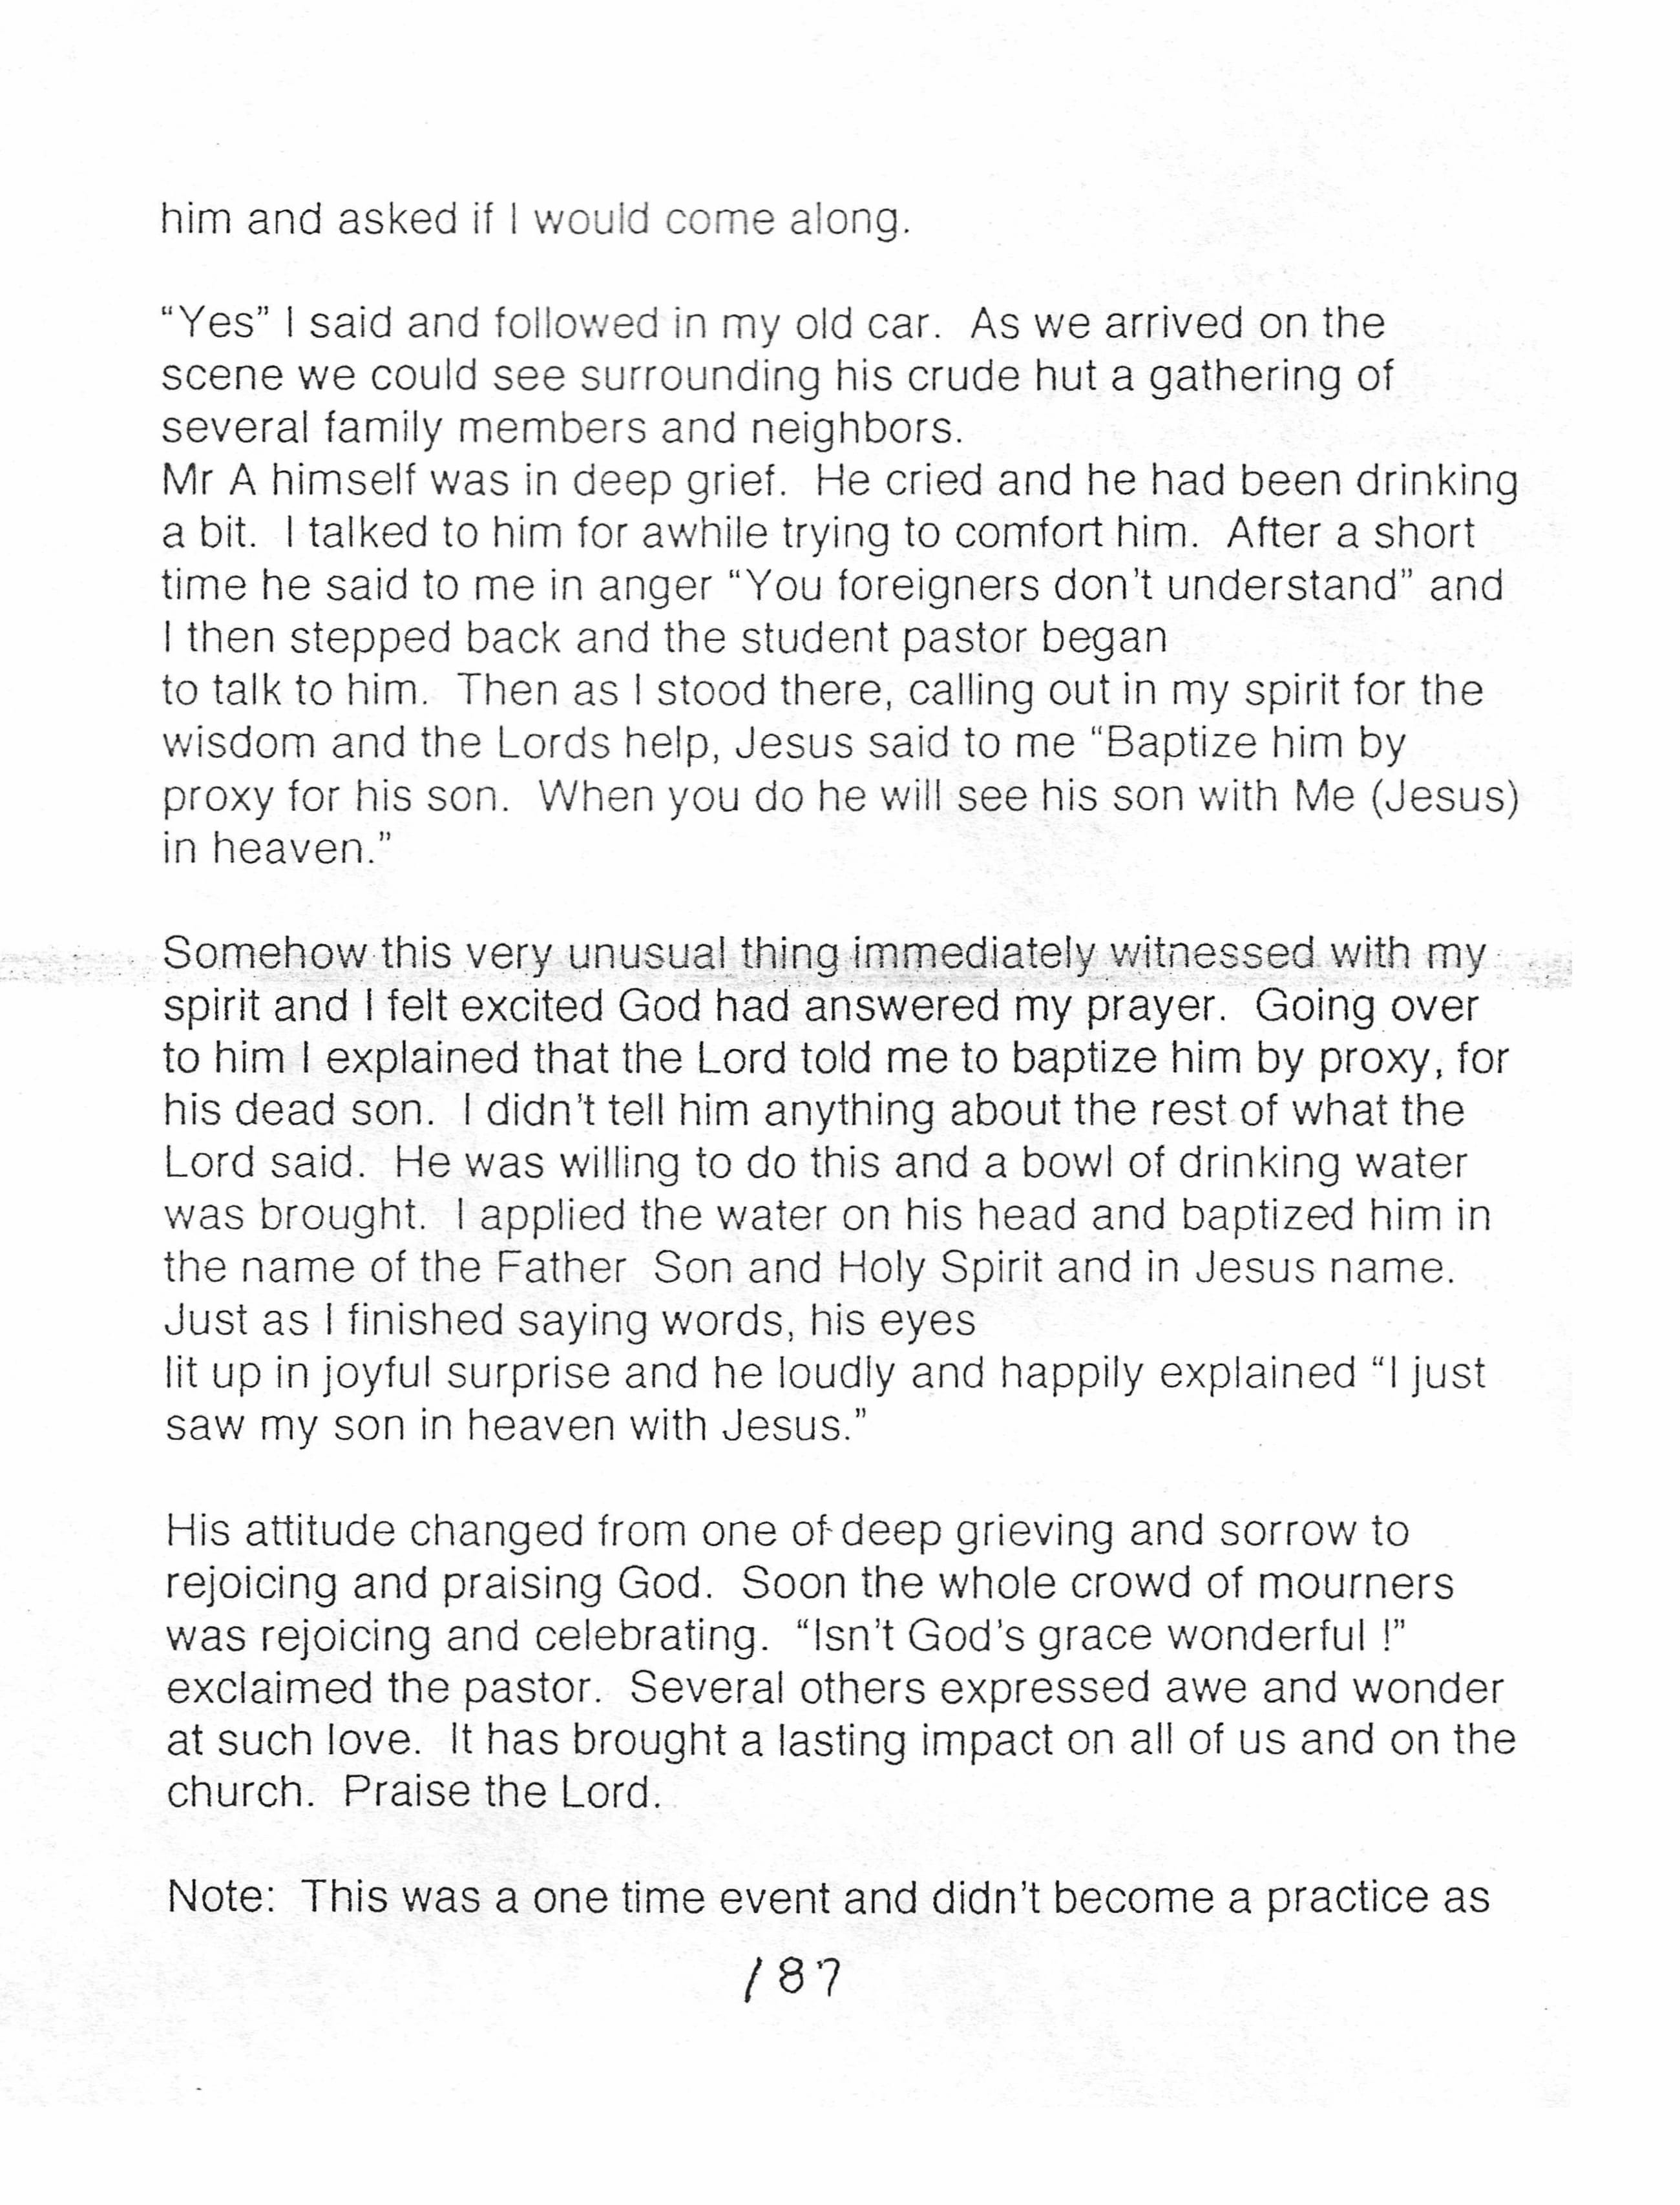 him and asked if I would come along.
“Yes” I said and followed in my old car. As we arrived on the
scene we could see surrounding his crude hut a gathering of
several family members and neighbors.
Mr A himself was in deep grief. He cried and he had been drinking
a bit. I talked to him for awhile trying to comfort him. After a short
time he said to me in anger “You foreigners don't understand” and
I then stepped back and the student pastor began
to talk to him. Then as I stood there, calling out in my spirit for the
wisdom and the Lords help, Jesus said to me “Baptize him by
proxy for his son. When you do he will see his son with Me (Jesus)
in heaven.”
Somehow this very unusual thing immediately witnessed with my
spirit and I felt excited God had answered my prayer. Going over
to him I explained that the Lord told me to baptize him by proxy, for
his dead son. I didn't tell him anything about the rest of what the
Lord said. He was willing to do this and a bowl of drinking water
was brought. I applied the water on his head and baptized him in
the name of the Father Son and Holy Spirit and in Jesus name.
Just as I finished saying words, his eyes
lit up in joyful surprise and he loudly and happily explained “I just
saw my son in heaven with Jesus.”
His attitude changed from one of deep grieving and sorrow to
rejoicing and praising God. Soon the whole crowd of mourners
was rejoicing and celebrating. “Isn't God's grace wonderful !”
exclaimed the pastor. Several others expressed awe and wonder
at such love. It has brought a lasting impact on all of us and on the
church. Praise the Lord.
Note: This was a one time event and didn't become a practice as
187